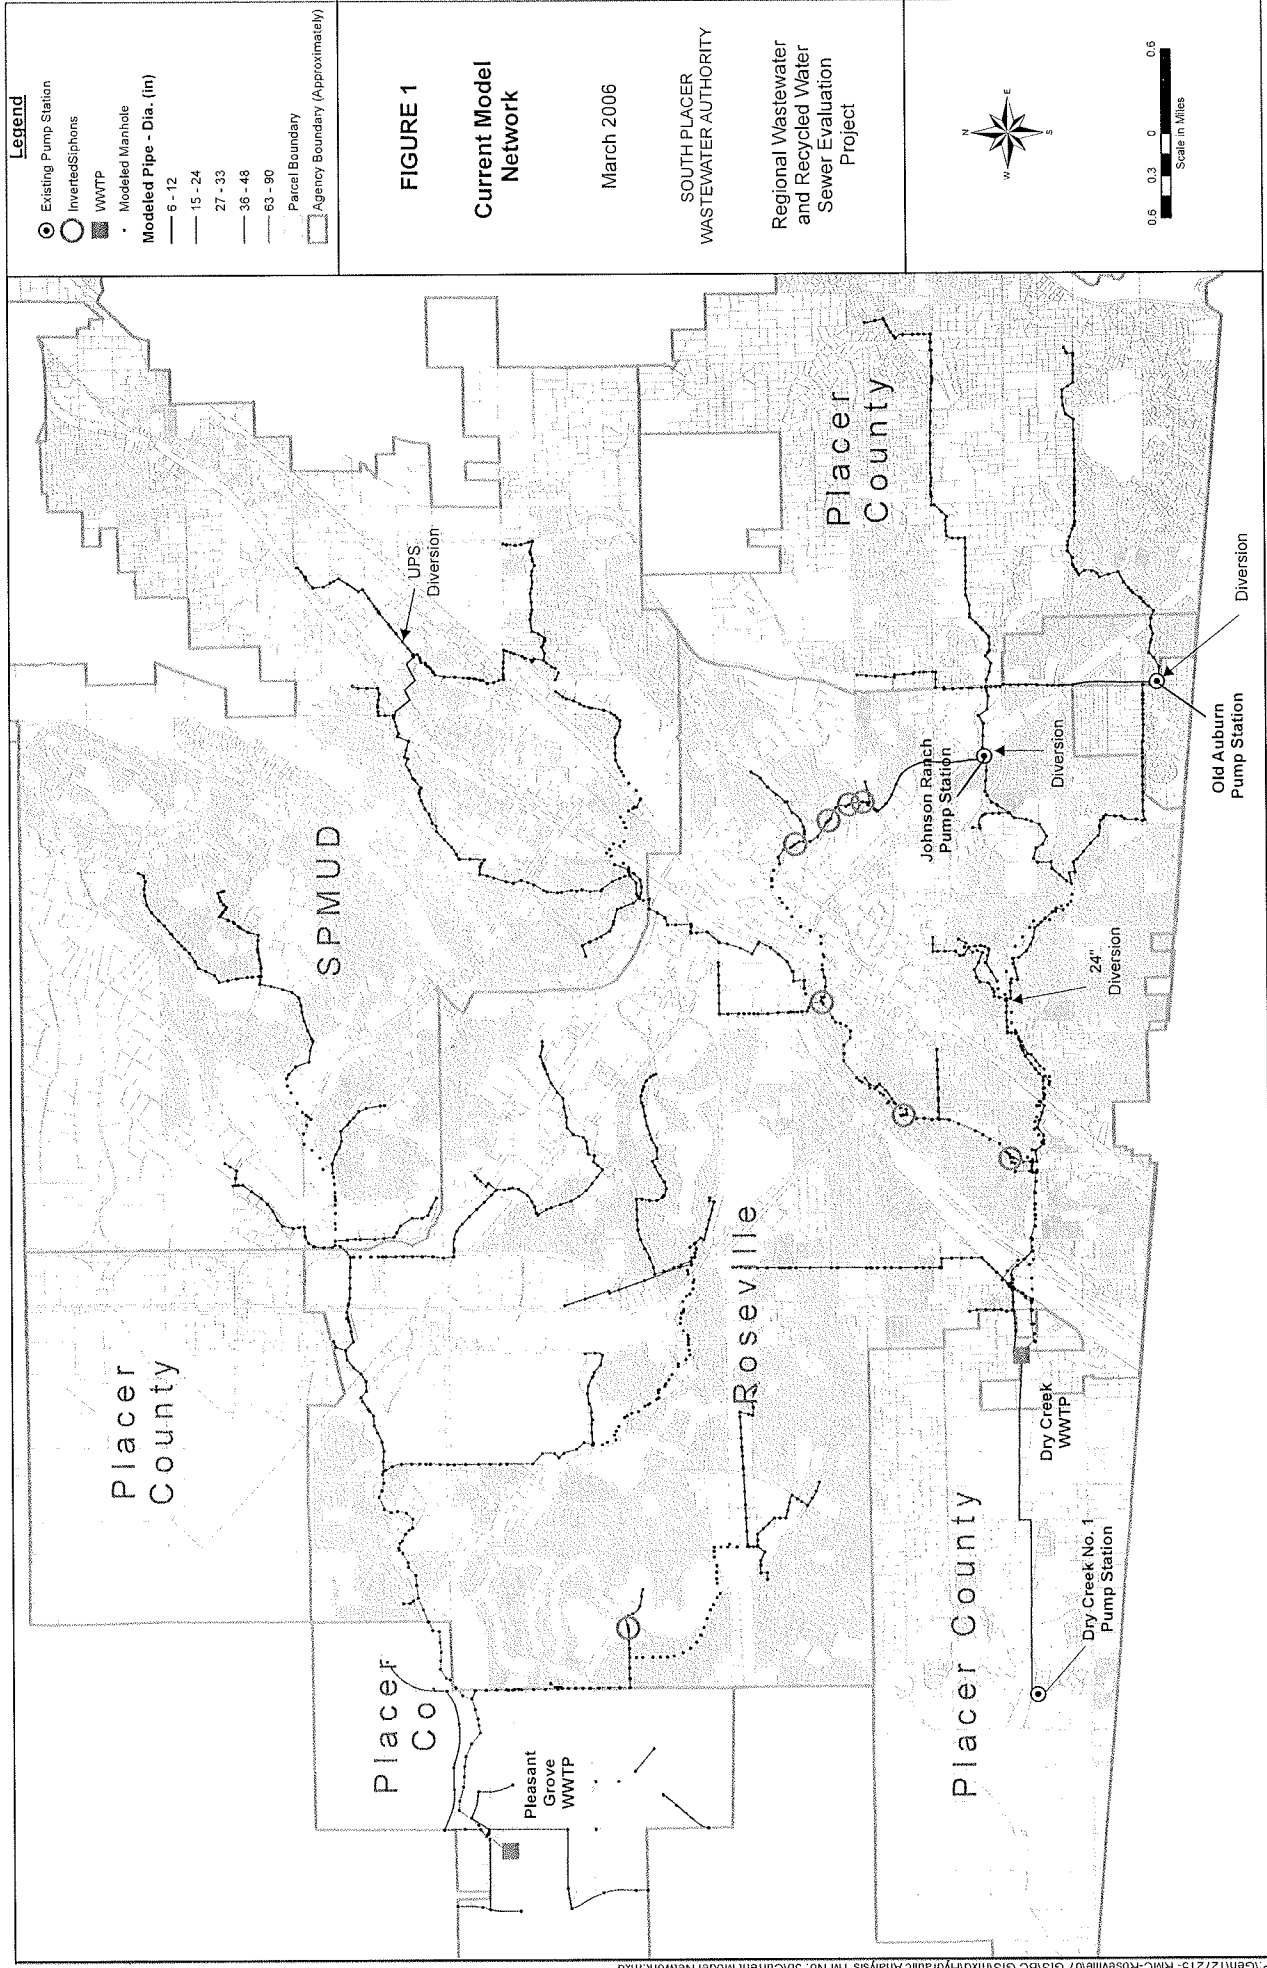 Legend
Existing Pump Station
InvertedSiphons
WWTP
Modeled Manhole
Modeled Pipe - Dia. (in)
6 - 12
15 - 24
27 - 33
36 - 48
63 - 90
Parcel Boundary
Agency Boundary (Approximately)
FIGURE 1
Current Model
Network
March 2006
SOUTH PLACER
WASTEWATER AUTHORITY
Regional Wastewater
and Recycled Water
Sewer Evaluation
Project
N
W
E
S
0.6
0.3
0
0.6
Scale in Miles
Placer
County
SPMUD
UPS
Diversion
Placer
County
Placer
Co
Pleasant
Grove
WWTP
Roseville
Johnson Ranch
Pump Station
Diversion
24"
Diversion
Diversion
Old Auburn
Pump Station
Dry Creek
WWTP
Placer County
Dry Creek No. 1
Pump Station